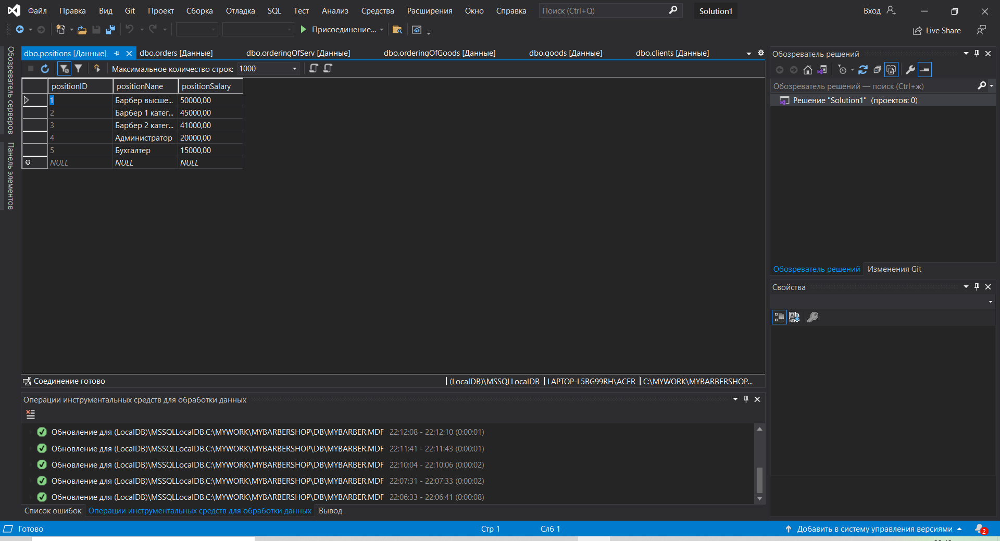 Файл Правка Вид Git Проект Сборка Отладка SQL Тест Анализ Средства Расширения Окно Справка Поиск (Ctrl+Q) Solution1 Вход
Присоединение... Live Share
Обозреватель серверов
Панель элементов
dbo.positions [Данные] dbo.orders [Данные] dbo.orderingOfServ [Данные] dbo.orderingOfGoods [Данные] dbo.goods [Данные] dbo.clients [Данные]
Максимальное количество строк: 1000
positionID positionNane positionSalary
1 Барбер высше... 50000,00
2 Барбер 1 катег... 45000,00
3 Барбер 2 катег... 41000,00
4 Администратор 20000,00
5 Бухгалтер 15000,00
NULL NULL NULL
Соединение готово (LocalDB)\MSSQLLocalDB LAPTOP-L5BG99RH\ACER C:\MYWORK\MYBARBERSHOP...
Операции инструментальных средств для обработки данных
Обновление для (LocalDB)\MSSQLLocalDB.C:\MYWORK\MYBARBERSHOP\DB\MYBARBER.MDF 22:12:08 - 22:12:10 (0:00:01)
Обновление для (LocalDB)\MSSQLLocalDB.C:\MYWORK\MYBARBERSHOP\DB\MYBARBER.MDF 22:11:41 - 22:11:43 (0:00:01)
Обновление для (LocalDB)\MSSQLLocalDB.C:\MYWORK\MYBARBERSHOP\DB\MYBARBER.MDF 22:10:04 - 22:10:06 (0:00:02)
Обновление для (LocalDB)\MSSQLLocalDB.C:\MYWORK\MYBARBERSHOP\DB\MYBARBER.MDF 22:07:31 - 22:07:33 (0:00:02)
Обновление для (LocalDB)\MSSQLLocalDB.C:\MYWORK\MYBARBERSHOP\DB\MYBARBER.MDF 22:06:33 - 22:06:41 (0:00:08)
Список ошибок Операции инструментальных средств для обработки данных Вывод
Обозреватель решений
Обозреватель решений — поиск (Ctrl+ж)
Решение "Solution1" (проектов: 0)
Обозреватель решений Изменения Git
Свойства
Готово Стр 1 Слб 1 Добавить в систему управления версиями 2